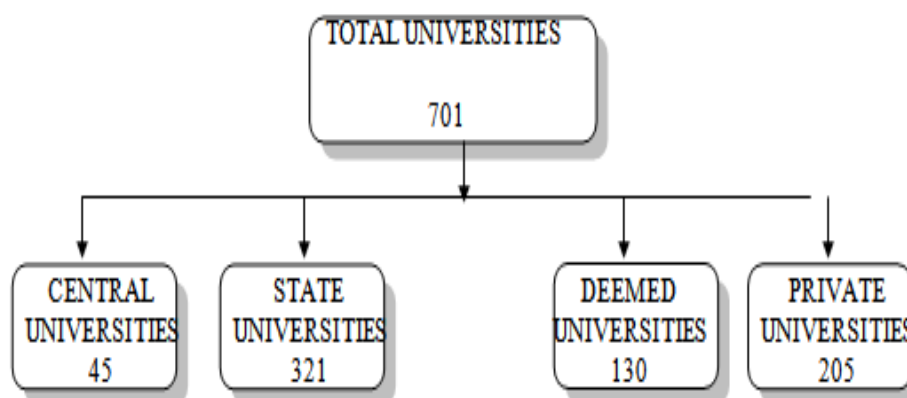 TOTAL UNIVERSITIES
701
CENTRAL
UNIVERSITIES
45
STATE
UNIVERSITIES
321
DEEMED
UNIVERSITIES
130
PRIVATE
UNIVERSITIES
205